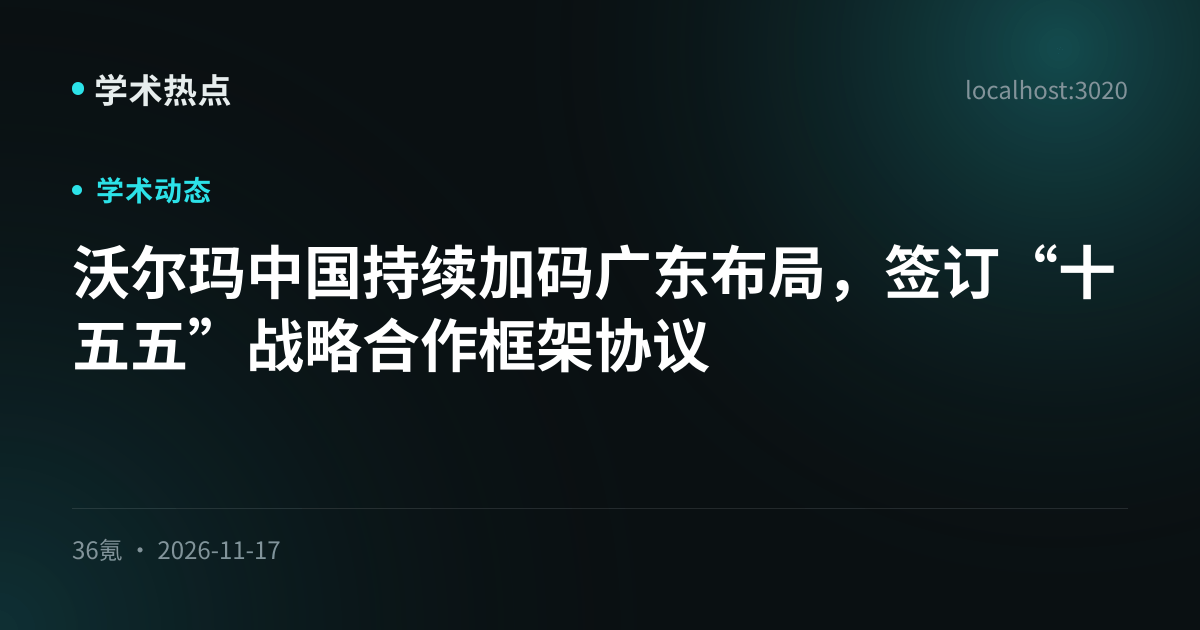 学术热点
localhost:3020
学术动态
沃尔玛中国持续加码广东布局，签订“十
五五”战略合作框架协议
36氪 · 2026-11-17